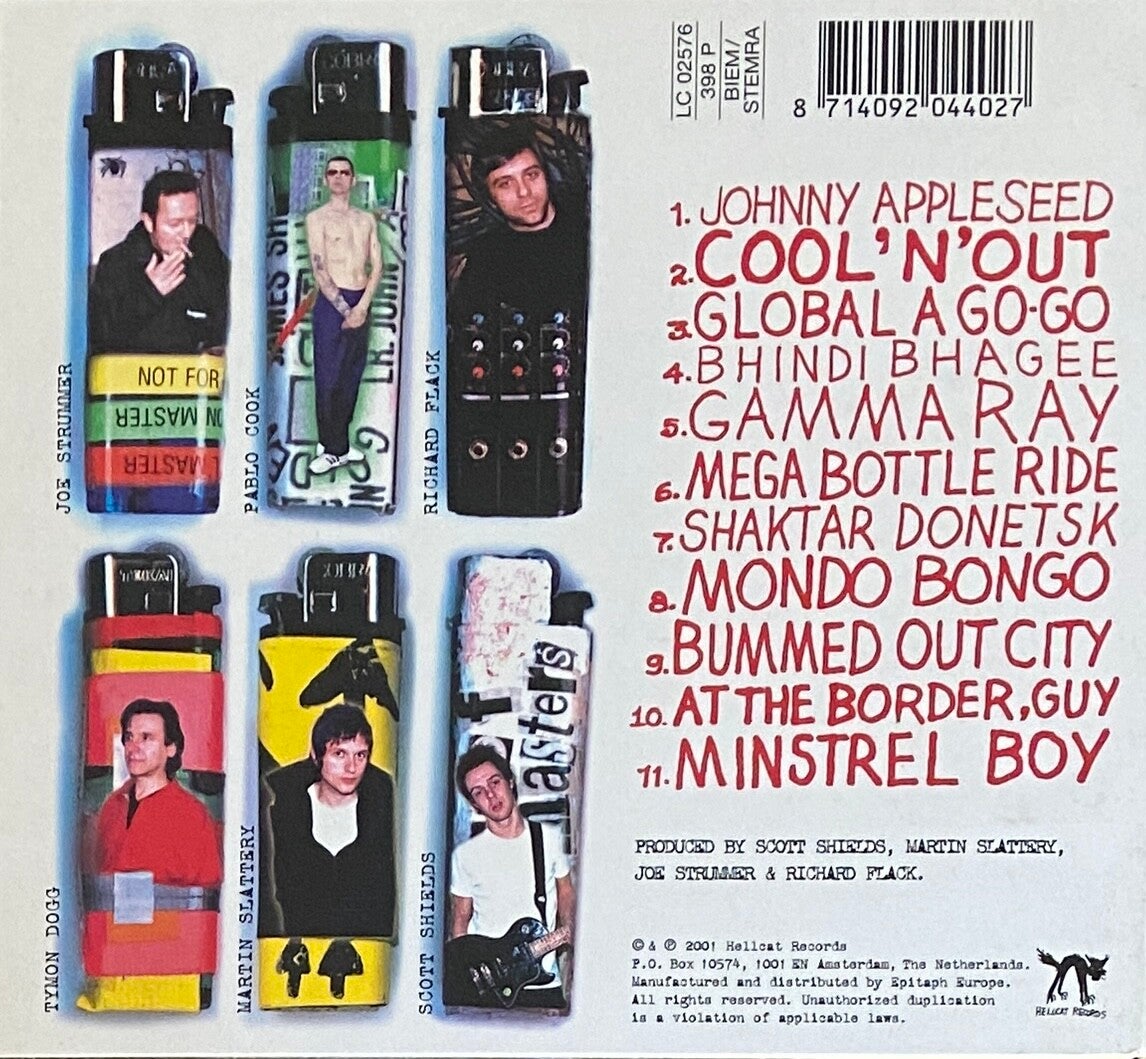 LC 02576
398 P
BIEM/
STEMRA
8 714092 044027
COBRA
NOT FOR
MASTER
MASTER
JOE STRUMMER
PABLO COOK
RICHARD FLACK
TOKAI
COBRA
masters
TYMON DOGG
MARTIN SLATTERY
SCOTT SHIELDS
1. JOHNNY APPLESEED
2. COOL'N'OUT
3. GLOBAL A GO-GO
4. BHINDI BHAGEE
5. GAMMA RAY
6. MEGA BOTTLE RIDE
7. SHAKTAR DONETSK
8. MONDO BONGO
9. BUMMED OUT CITY
10. AT THE BORDER, GUY
11. MINSTREL BOY
PRODUCED BY SCOTT SHIELDS, MARTIN SLATTERY,
JOE STRUMMER & RICHARD FLACK.
© & ℗ 2001 Hellcat Records
P.O. Box 10574, 1001 EN Amsterdam, The Netherlands.
Manufactured and distributed by Epitaph Europe.
All rights reserved. Unauthorized duplication
is a violation of applicable laws.
HELLCAT RECORDS